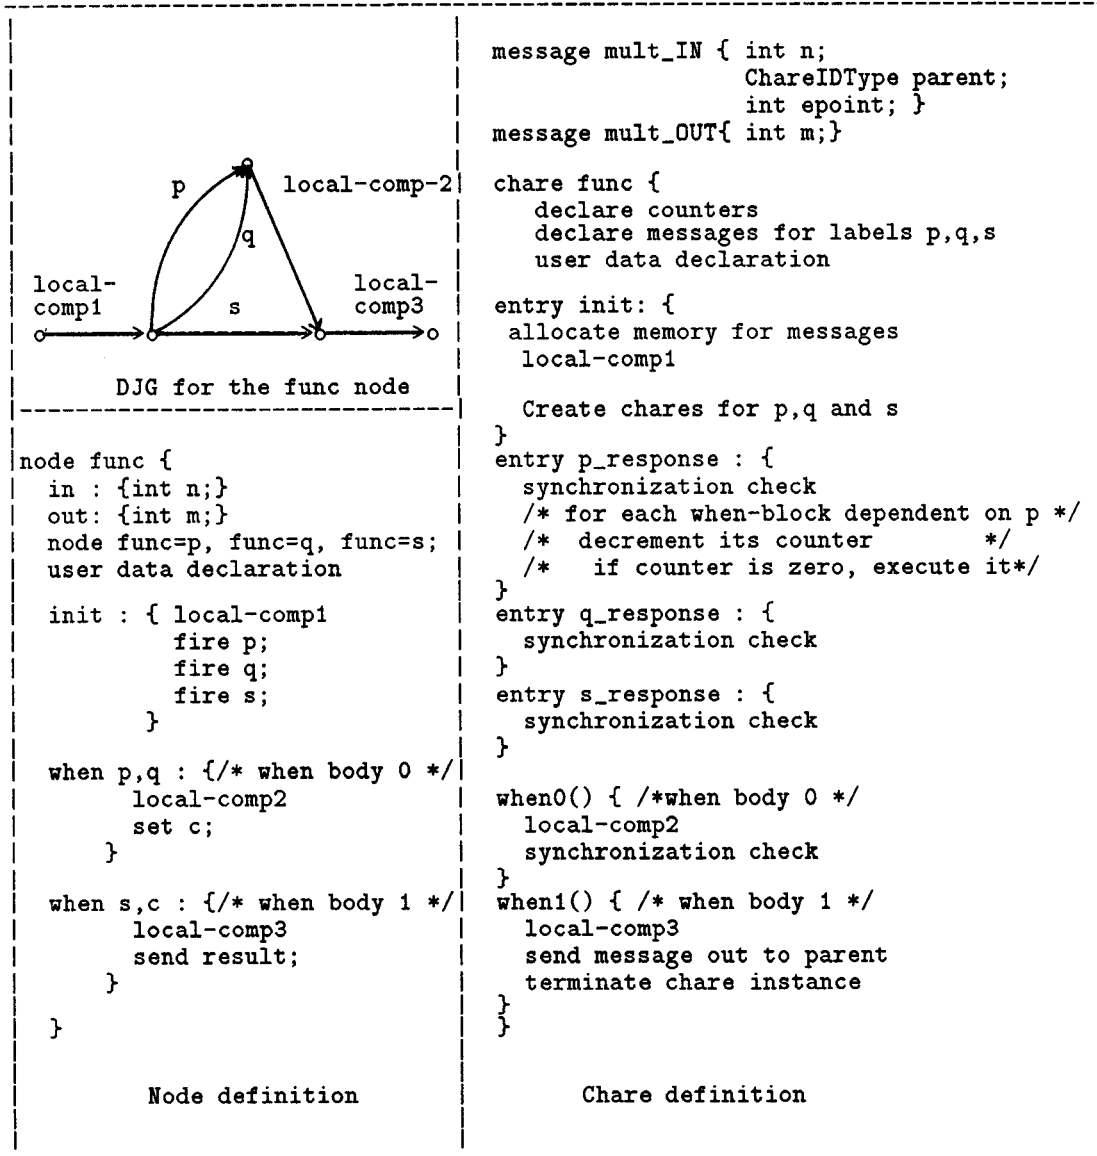 p
local-comp-2
q
local-
comp1
s
local-
comp3
DJG for the func node
node func {
in : {int n;}
out: {int m;}
node func=p, func=q, func=s;
user data declaration
init : { local-comp1
fire p;
fire q;
fire s;
}
when p,q : {/* when body 0 */
local-comp2
set c;
}
when s,c : {/* when body 1 */
local-comp3
send result;
}
}
Node definition
message mult_IN { int n;
ChareIDType parent;
int epoint; }
message mult_OUT{ int m;}
chare func {
declare counters
declare messages for labels p,q,s
user data declaration
entry init: {
allocate memory for messages
local-comp1
Create chares for p,q and s
}
entry p_response : {
synchronization check
/* for each when-block dependent on p */
/* decrement its counter */
/* if counter is zero, execute it*/
}
entry q_response : {
synchronization check
}
entry s_response : {
synchronization check
}
when0() { /*when body 0 */
local-comp2
synchronization check
}
when1() { /* when body 1 */
local-comp3
send message out to parent
terminate chare instance
}
}
Chare definition